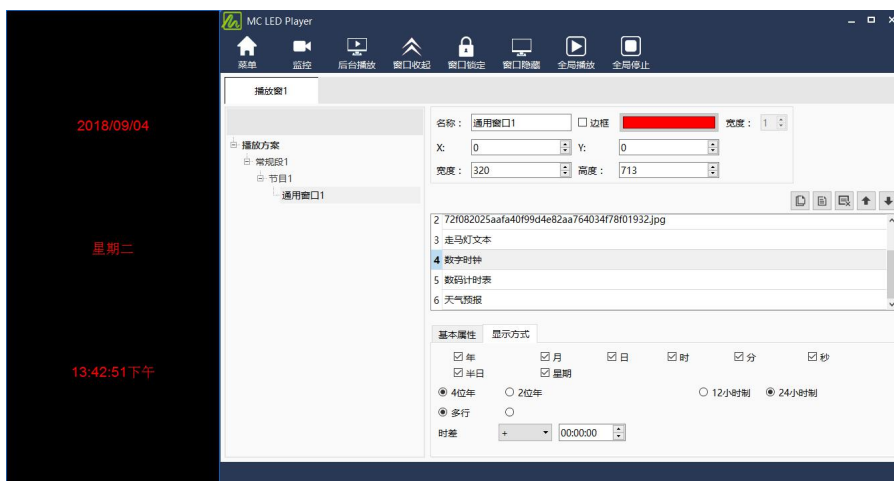 MC LED Player
菜单 监控 后台播放 窗口收起 窗口锁定 窗口隐藏 全局播放 全局停止
播放窗1
2018/09/04
星期二
13:42:51下午
播放方案
常规段1
节目1
通用窗口1
名称： 通用窗口1 边框 宽度： 1
X: 0 Y: 0
宽度： 320 高度： 713
2 72f082025aafa40f99d4e82aa764034f78f01932.jpg
3 走马灯文本
4 数字时钟
5 数码计时表
6 天气预报
基本属性 显示方式
年 月 日 时 分 秒
半日 星期
4位年 2位年 12小时制 24小时制
多行
时差 + 00:00:00